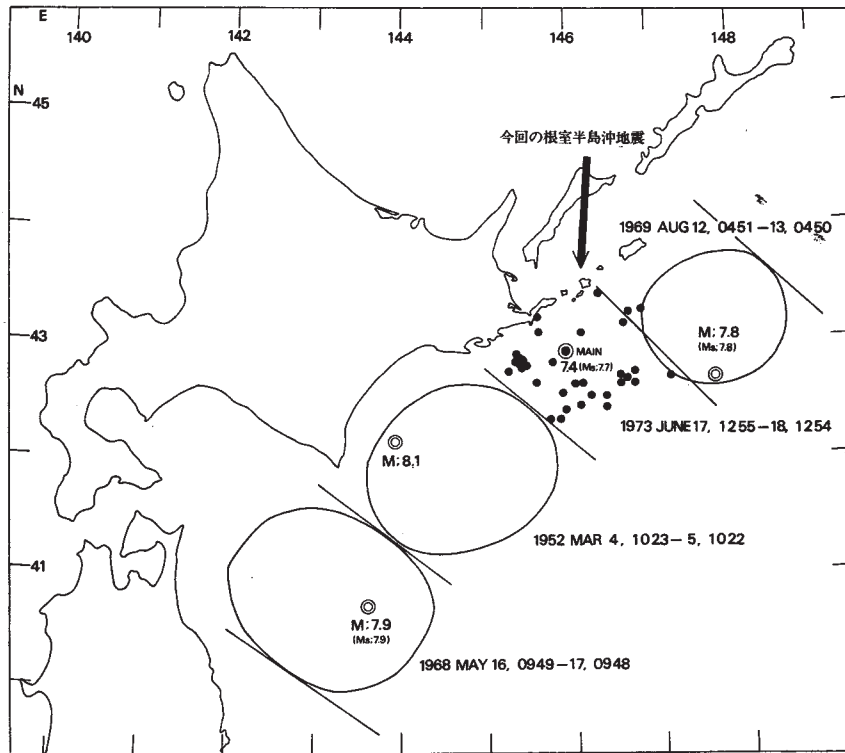 E
140
144
146
148
N
45
今回の根室半島沖地震
1969 AUG 12, 0451-13, 0450
43
M:7.8
(Ms:7.8)
MAIN
7.4 (Ms:7.7)
1973 JUNE 17, 1255-18, 1254
M:8.1
1952 MAR 4, 1023-5, 1022
41
M:7.9
(Ms:7.9)
1968 MAY 16, 0949-17, 0948